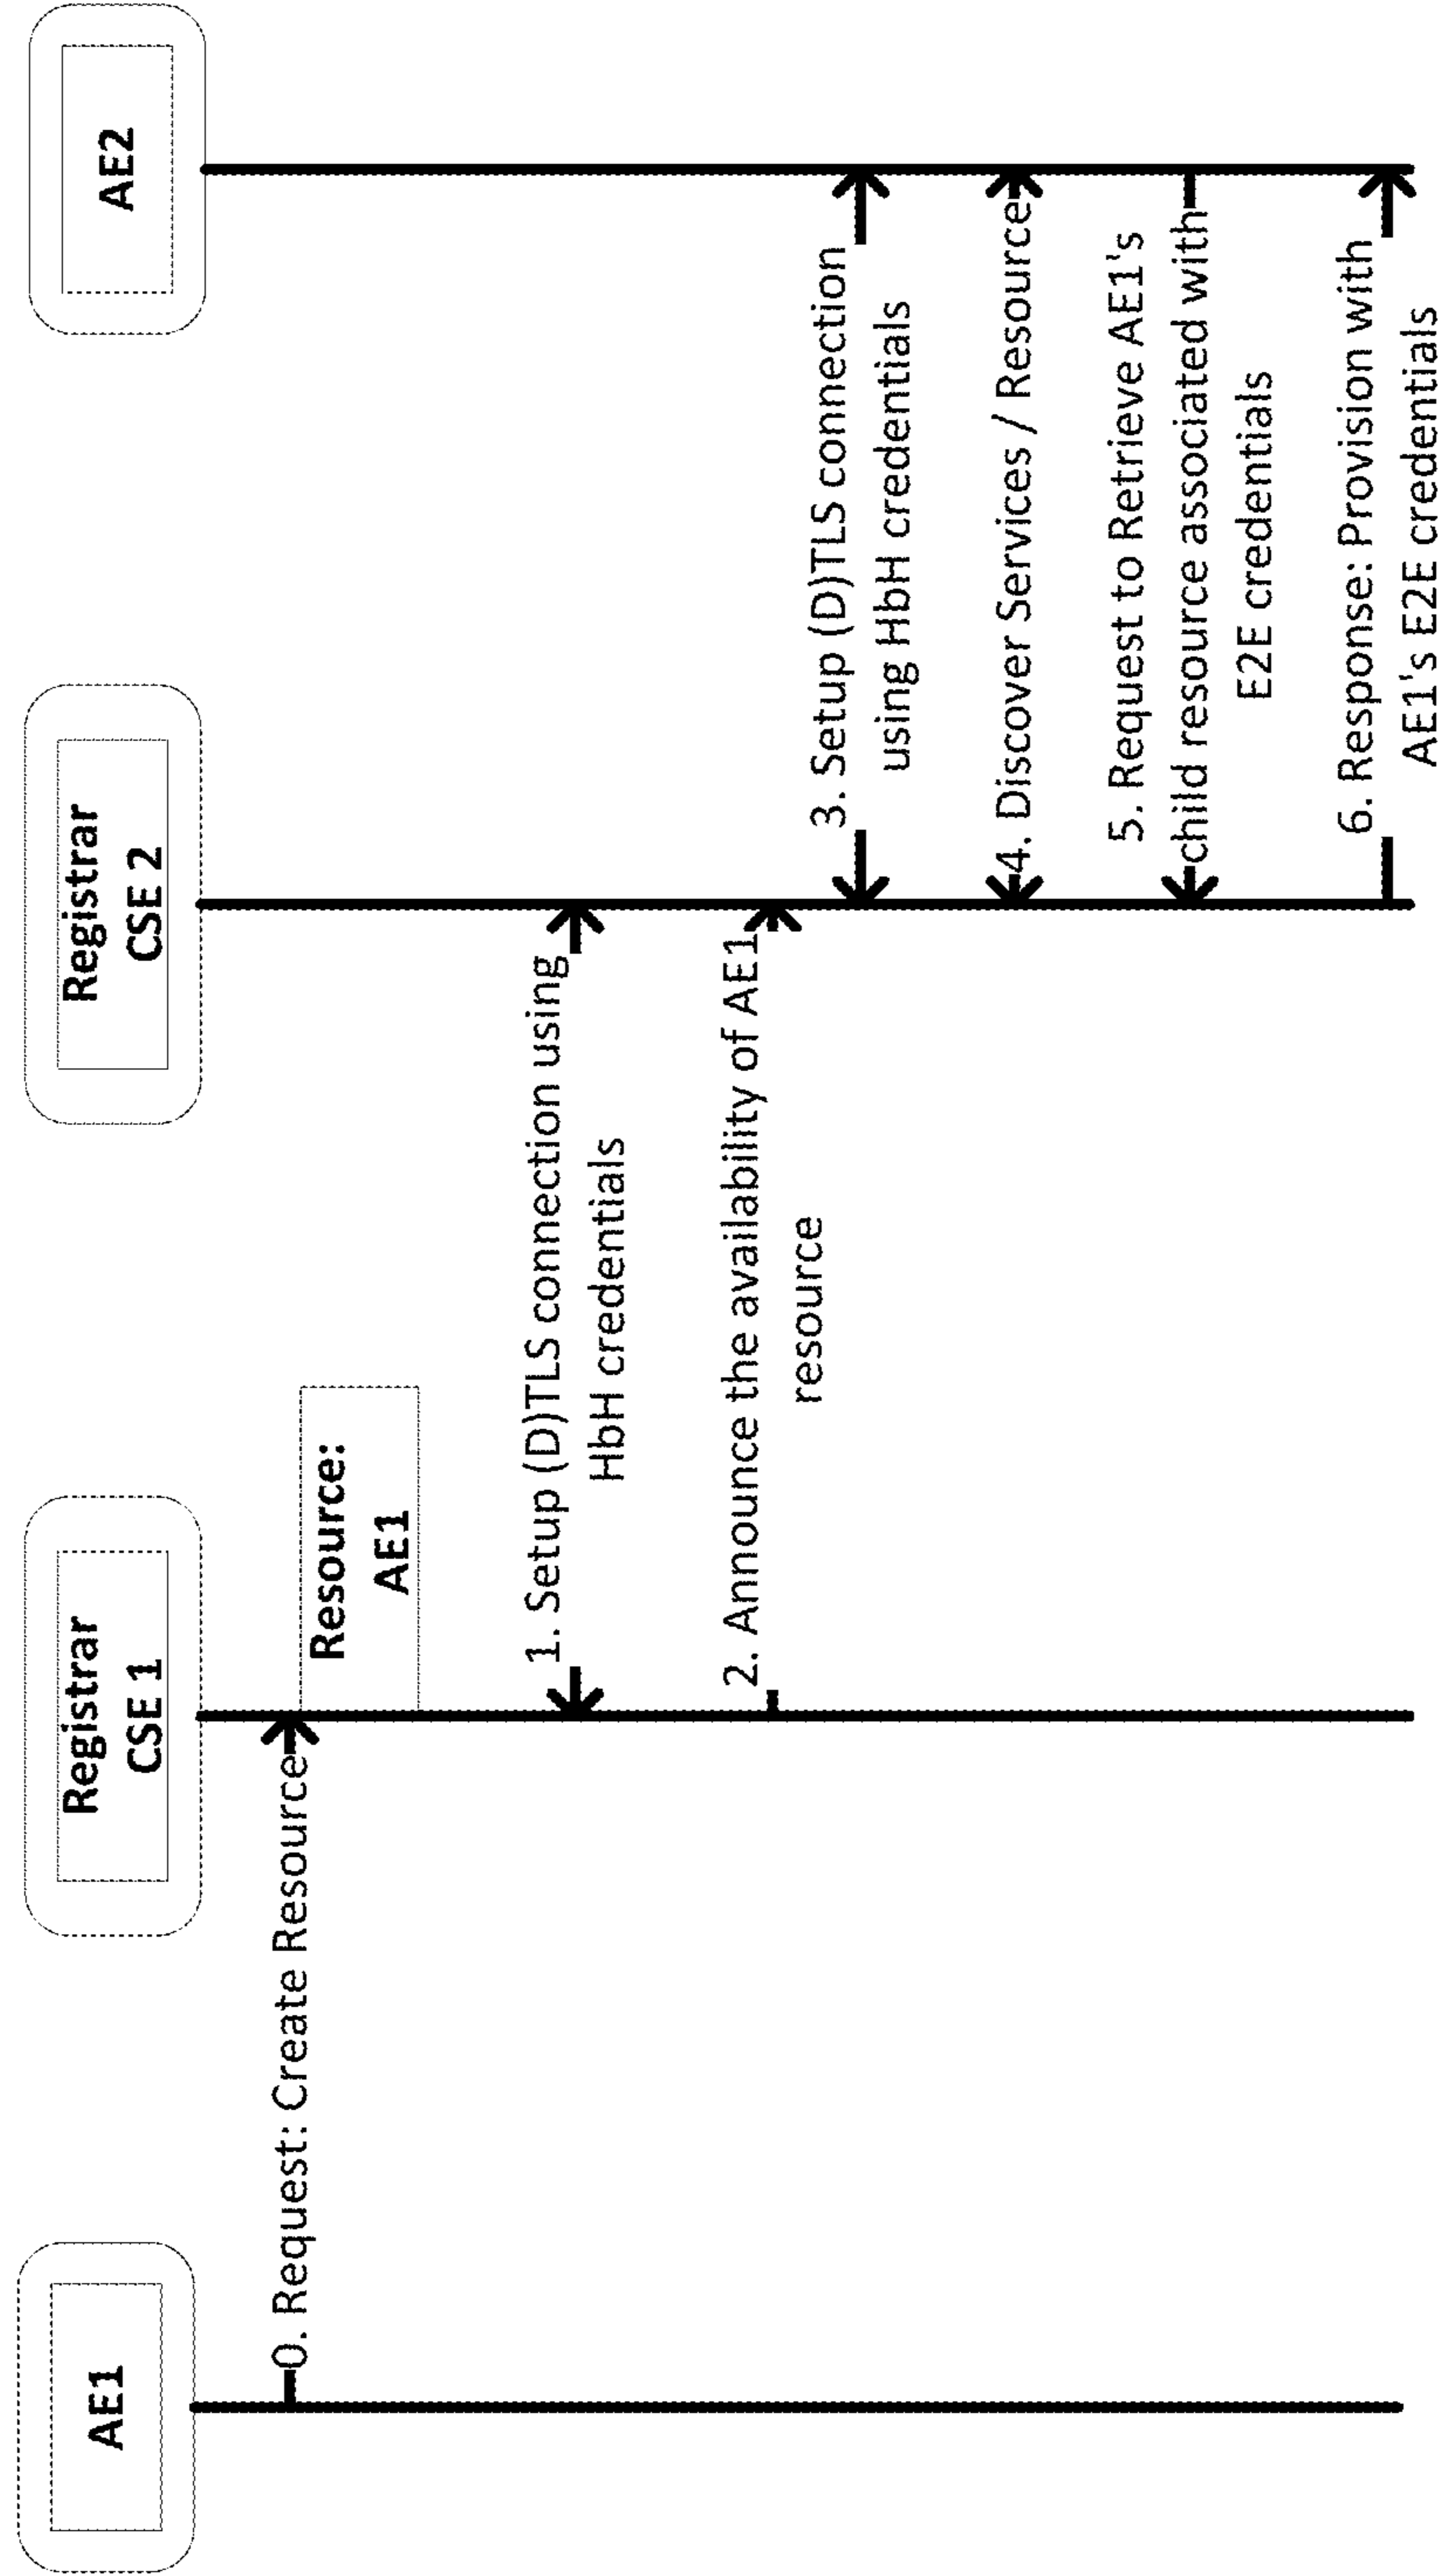 AE1
Registrar
CSE 1
Registrar
CSE 2
AE2
0. Request: Create Resource
Resource:
AE1
1. Setup (D)TLS connection using
HbH credentials
2. Announce the availability of AE1
resource
3. Setup (D)TLS connection
using HbH credentials
4. Discover Services / Resource
5. Request to Retrieve AE1's
child resource associated with
E2E credentials
6. Response: Provision with
AE1's E2E credentials